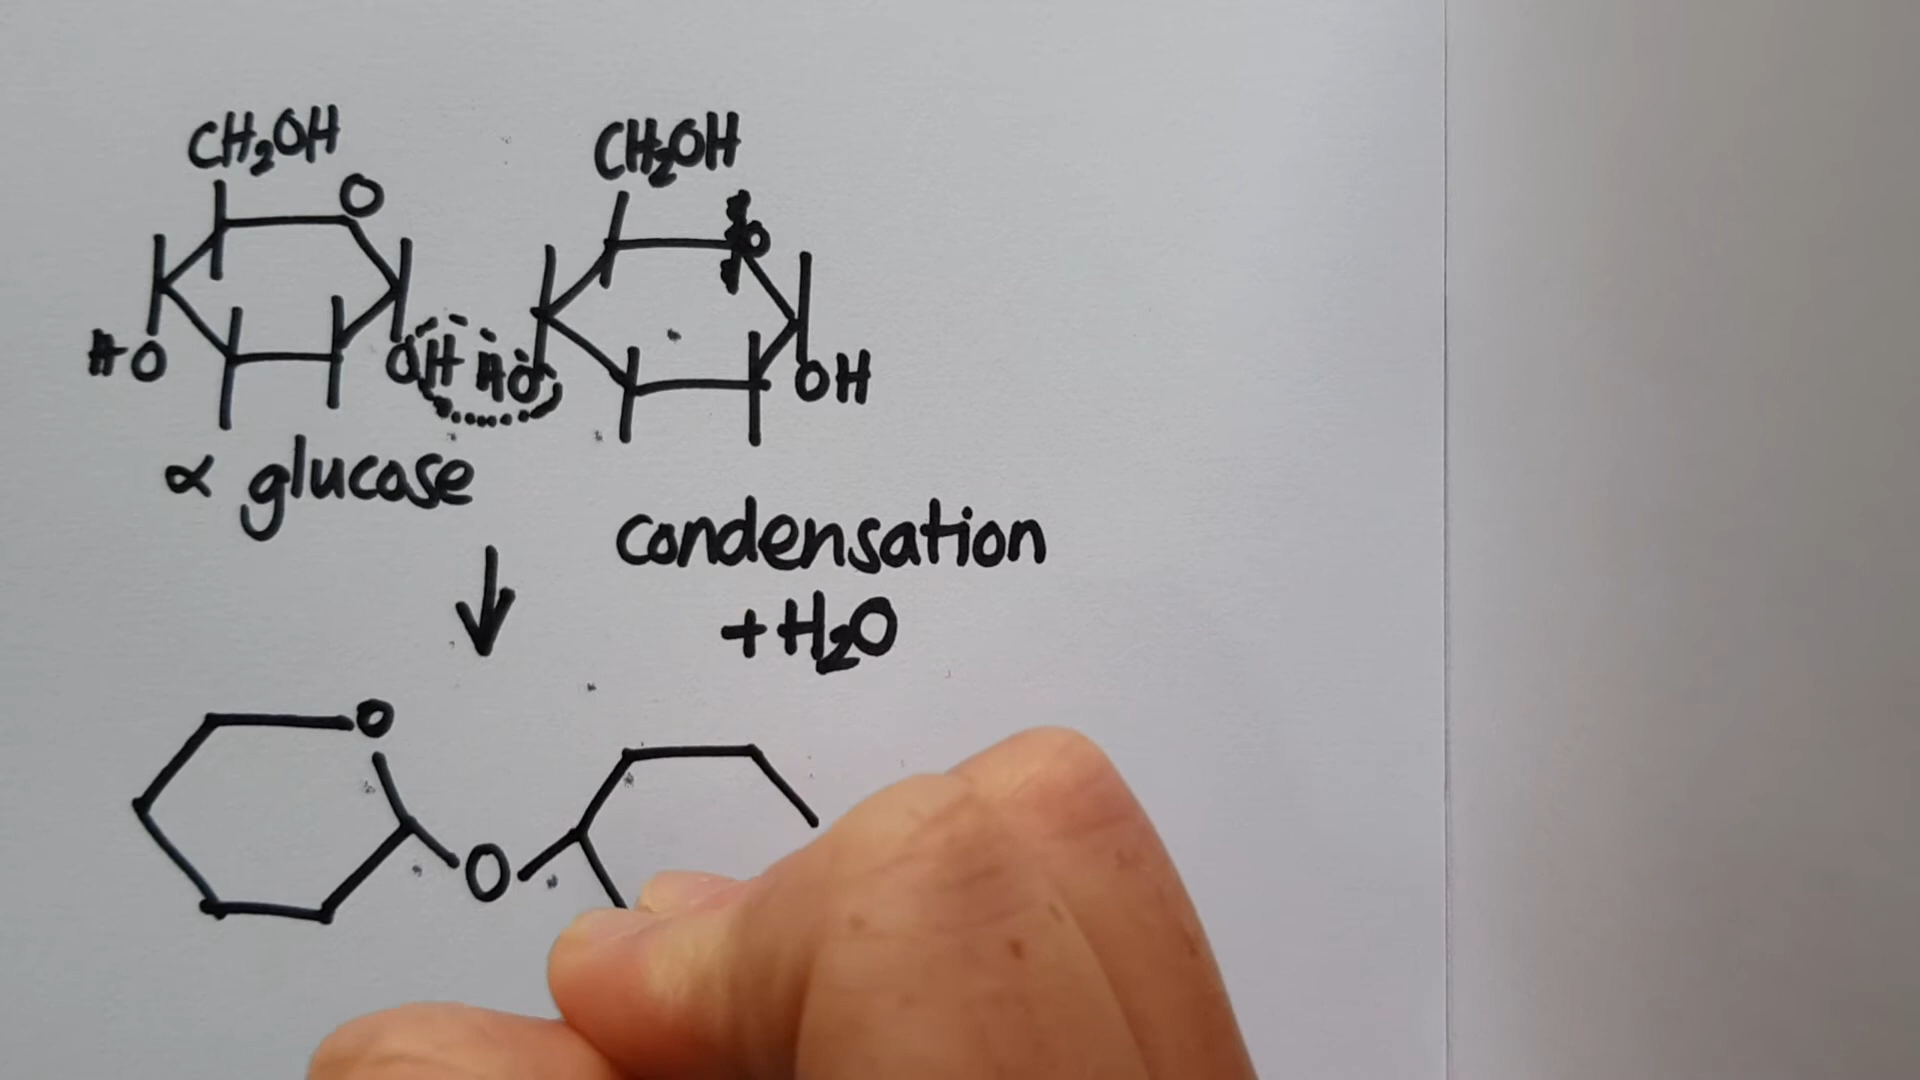 CH₂OH CH₂OH
O O
HO OH HO OH
α glucose
condensation
+H₂O
O
O